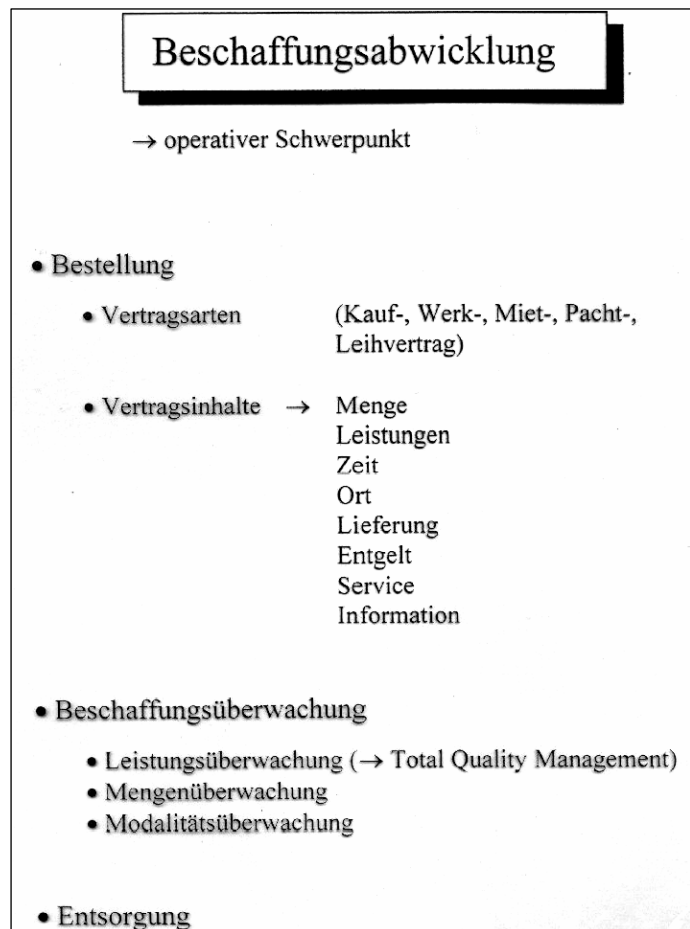 Beschaffungsabwicklung
→ operativer Schwerpunkt
• Bestellung
• Vertragsarten (Kauf-, Werk-, Miet-, Pacht-,
Leihvertrag)
• Vertragsinhalte → Menge
Leistungen
Zeit
Ort
Lieferung
Entgelt
Service
Information
• Beschaffungsüberwachung
• Leistungsüberwachung (→ Total Quality Management)
• Mengenüberwachung
• Modalitätsüberwachung
• Entsorgung